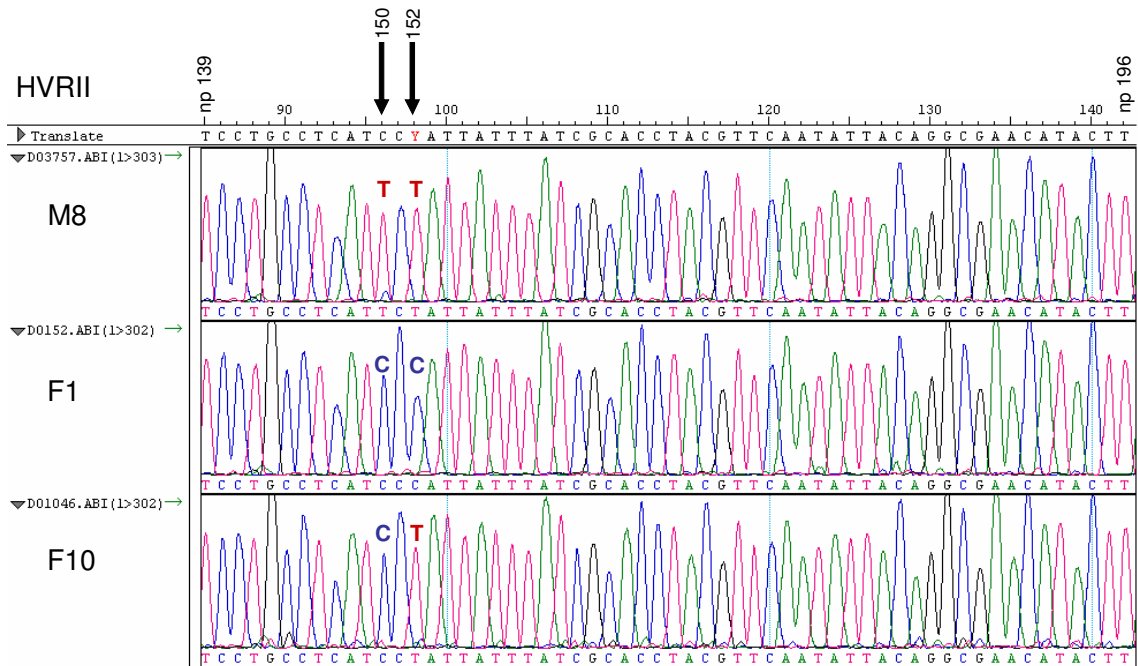 150
152
np 139
np 196
HVRII
90 100 110 120 130 140
Translate T C C T G C C T C A T C C Y A T T A T T T A T C G C A C C T A C G T T C A A T A T T A C A G G C G A A C A T A C T T
D03757.ABI(1>303)
T T
M8
T C C T G C C T C A T T C T A T T A T T T A T C G C A C C T A C G T T C A A T A T T A C A G G C G A A C A T A C T T
D0152.ABI(1>302)
C C
F1
T C C T G C C T C A T C C C A T T A T T T A T C G C A C C T A C G T T C A A T A T T A C A G G C G A A C A T A C T T
D01046.ABI(1>302)
C T
F10
T C C T G C C T C A T C C T A T T A T T T A T C G C A C C T A C G T T C A A T A T T A C A G G C G A A C A T A C T T